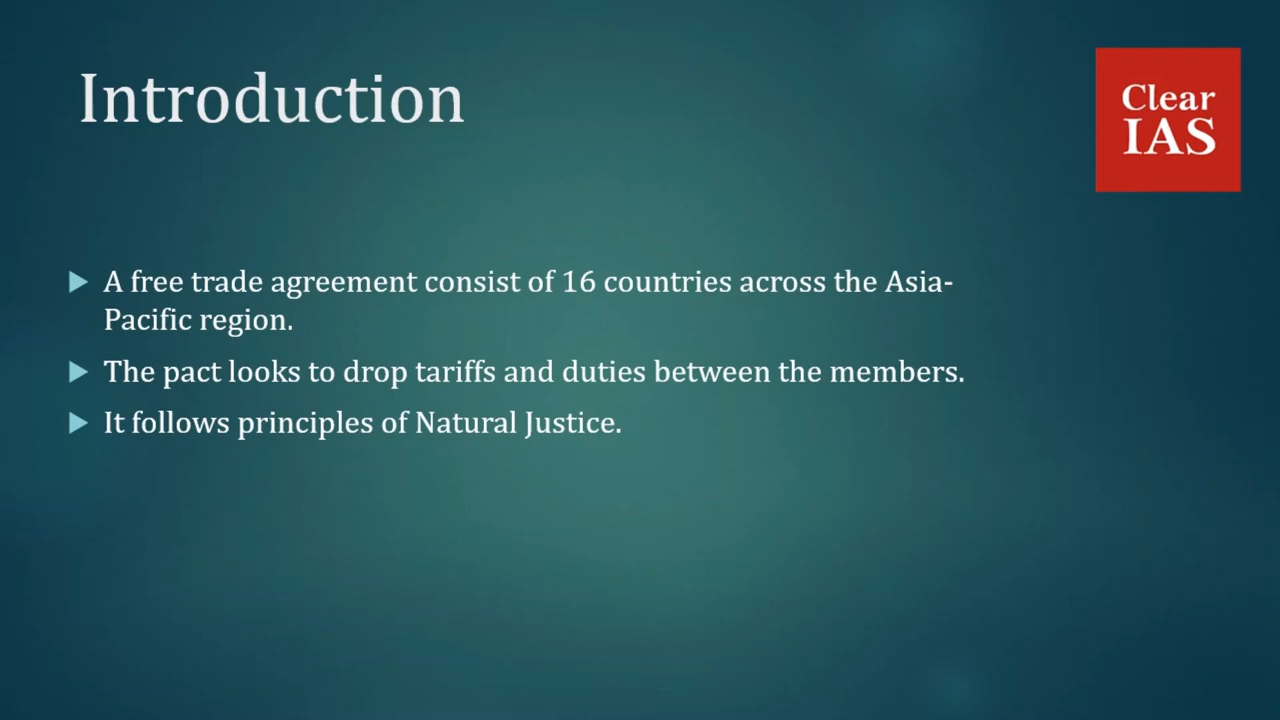 Introduction
Clear
IAS
A free trade agreement consist of 16 countries across the Asia-
Pacific region.
The pact looks to drop tariffs and duties between the members.
It follows principles of Natural Justice.